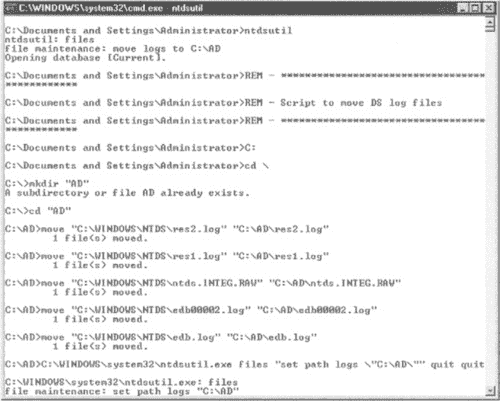 C:\WINDOWS\system32\cmd.exe - ntdsutil
C:\Documents and Settings\Administrator>ntdsutil
ntdsutil: files
file maintenance: move logs to C:\AD
Opening database [Current].
C:\Documents and Settings\Administrator>REM - ***********************************
************
C:\Documents and Settings\Administrator>REM - Script to move DS log files
C:\Documents and Settings\Administrator>REM - ***********************************
************
C:\Documents and Settings\Administrator>C:
C:\Documents and Settings\Administrator>cd \
C:\>mkdir "AD"
A subdirectory or file AD already exists.
C:\>cd "AD"
C:\AD>move "C:\WINDOWS\NTDS\res2.log" "C:\AD\res2.log"
1 file(s) moved.
C:\AD>move "C:\WINDOWS\NTDS\res1.log" "C:\AD\res1.log"
1 file(s) moved.
C:\AD>move "C:\WINDOWS\NTDS\ntds.INTEG.RAW" "C:\AD\ntds.INTEG.RAW"
1 file(s) moved.
C:\AD>move "C:\WINDOWS\NTDS\edb00002.log" "C:\AD\edb00002.log"
1 file(s) moved.
C:\AD>move "C:\WINDOWS\NTDS\edb.log" "C:\AD\edb.log"
1 file(s) moved.
C:\AD>C:\WINDOWS\system32\ntdsutil.exe files "set path logs \"C:\AD\"" quit quit
C:\WINDOWS\system32\ntdsutil.exe: files
file maintenance: set path logs "C:\AD"